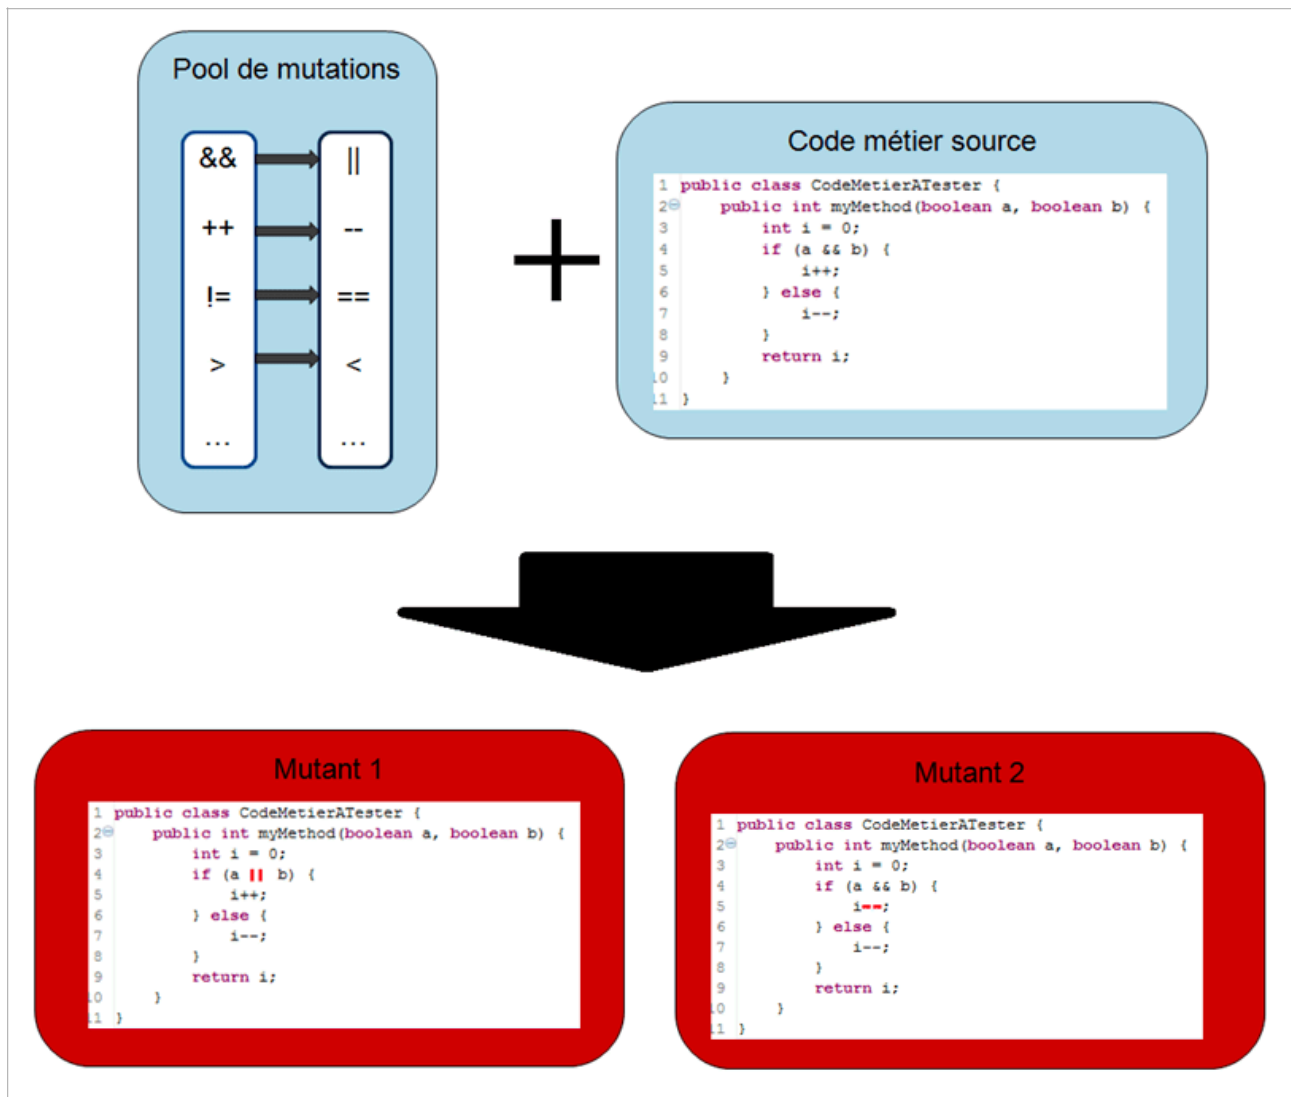 Pool de mutations
&& ||
++ --
!= ==
> <
... ...
Code métier source
1 public class CodeMetierATester {
2 public int myMethod(boolean a, boolean b) {
3 int i = 0;
4 if (a && b) {
5 i++;
6 } else {
7 i--;
8 }
9 return i;
10 }
11 }
Mutant 1
1 public class CodeMetierATester {
2 public int myMethod(boolean a, boolean b) {
3 int i = 0;
4 if (a || b) {
5 i++;
6 } else {
7 i--;
8 }
9 return i;
10 }
11 }
Mutant 2
1 public class CodeMetierATester {
2 public int myMethod(boolean a, boolean b) {
3 int i = 0;
4 if (a && b) {
5 i--;
6 } else {
7 i--;
8 }
9 return i;
10 }
11 }